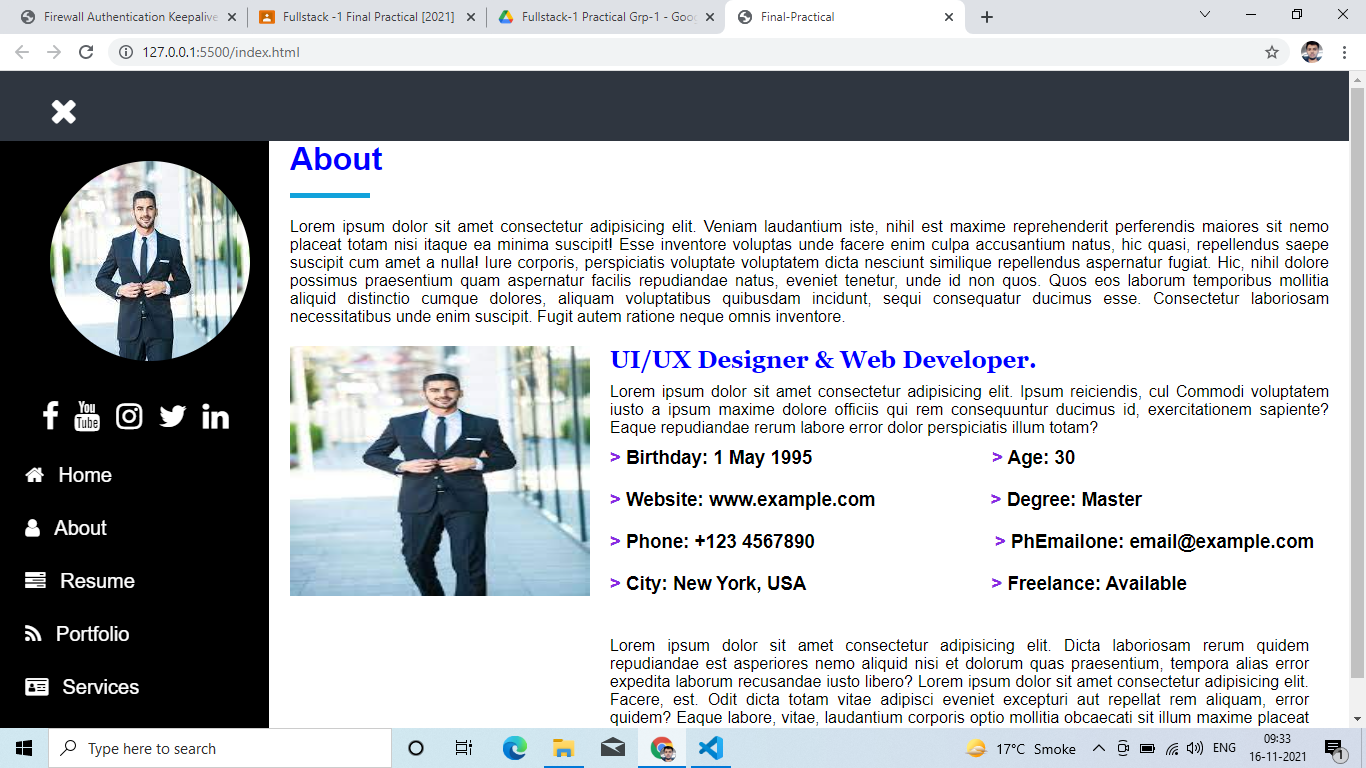 Firewall Authentication Keepalive
Fullstack -1 Final Practical [2021]
Fullstack-1 Practical Grp-1 - Goo
Final-Practical
127.0.0.1:5500/index.html
About
Lorem ipsum dolor sit amet consectetur adipisicing elit. Veniam laudantium iste, nihil est maxime reprehenderit perferendis maiores sit nemo
placeat totam nisi itaque ea minima suscipit! Esse inventore voluptas unde facere enim culpa accusantium natus, hic quasi, repellendus saepe
suscipit cum amet a nulla! Iure corporis, perspiciatis voluptate voluptatem dicta nesciunt similique repellendus aspernatur fugiat. Hic, nihil dolore
possimus praesentium quam aspernatur facilis repudiandae natus, eveniet tenetur, unde id non quos. Quos eos laborum temporibus mollitia
aliquid distinctio cumque dolores, aliquam voluptatibus quibusdam incidunt, sequi consequatur ducimus esse. Consectetur laboriosam
necessitatibus unde enim suscipit. Fugit autem ratione neque omnis inventore.
You
Tube
Home
About
Resume
Portfolio
Services
UI/UX Designer & Web Developer.
Lorem ipsum dolor sit amet consectetur adipisicing elit. Ipsum reiciendis, cul Commodi voluptatem
iusto a ipsum maxime dolore officiis qui rem consequuntur ducimus id, exercitationem sapiente?
Eaque repudiandae rerum labore error dolor perspiciatis illum totam?
> Birthday: 1 May 1995
> Age: 30
> Website: www.example.com
> Degree: Master
> Phone: +123 4567890
> PhEmailone: email@example.com
> City: New York, USA
> Freelance: Available
Lorem ipsum dolor sit amet consectetur adipisicing elit. Dicta laboriosam rerum quidem
repudiandae est asperiores nemo aliquid nisi et dolorum quas praesentium, tempora alias error
expedita laborum recusandae iusto libero? Lorem ipsum dolor sit amet consectetur adipisicing elit.
Facere, est. Odit dicta totam vitae adipisci eveniet excepturi aut repellat rem aliquam, error
quidem? Eaque labore, vitae, laudantium corporis optio mollitia obcaecati sit illum maxime placeat
Type here to search
17°C Smoke
ENG
09:33
16-11-2021
1